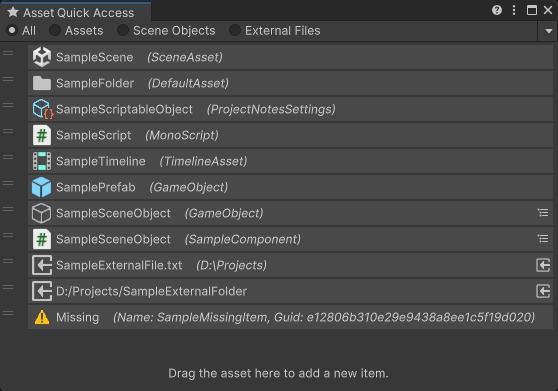 Asset Quick Access
All Assets Scene Objects External Files
SampleScene (SceneAsset)
SampleFolder (DefaultAsset)
SampleScriptableObject (ProjectNotesSettings)
SampleScript (MonoScript)
SampleTimeline (TimelineAsset)
SamplePrefab (GameObject)
SampleSceneObject (GameObject)
SampleSceneObject (SampleComponent)
SampleExternalFile.txt (D:\Projects)
D:/Projects/SampleExternalFolder
Missing (Name: SampleMissingItem, Guid: e12806b310e29e9438a8ee1c5f19d020)
Drag the asset here to add a new item.